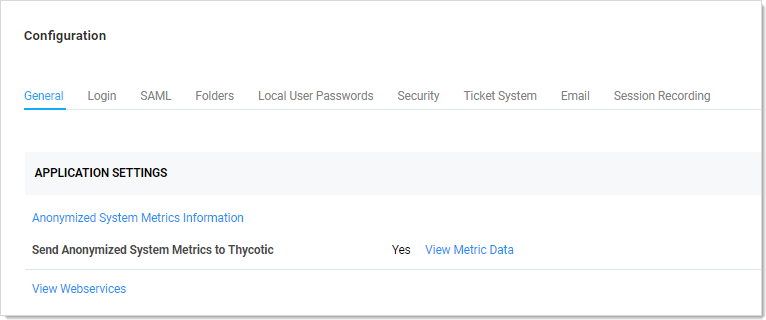 Configuration
General Login SAML Folders Local User Passwords Security Ticket System Email Session Recording
APPLICATION SETTINGS
Anonymized System Metrics Information
Send Anonymized System Metrics to Thycotic Yes View Metric Data
View Webservices